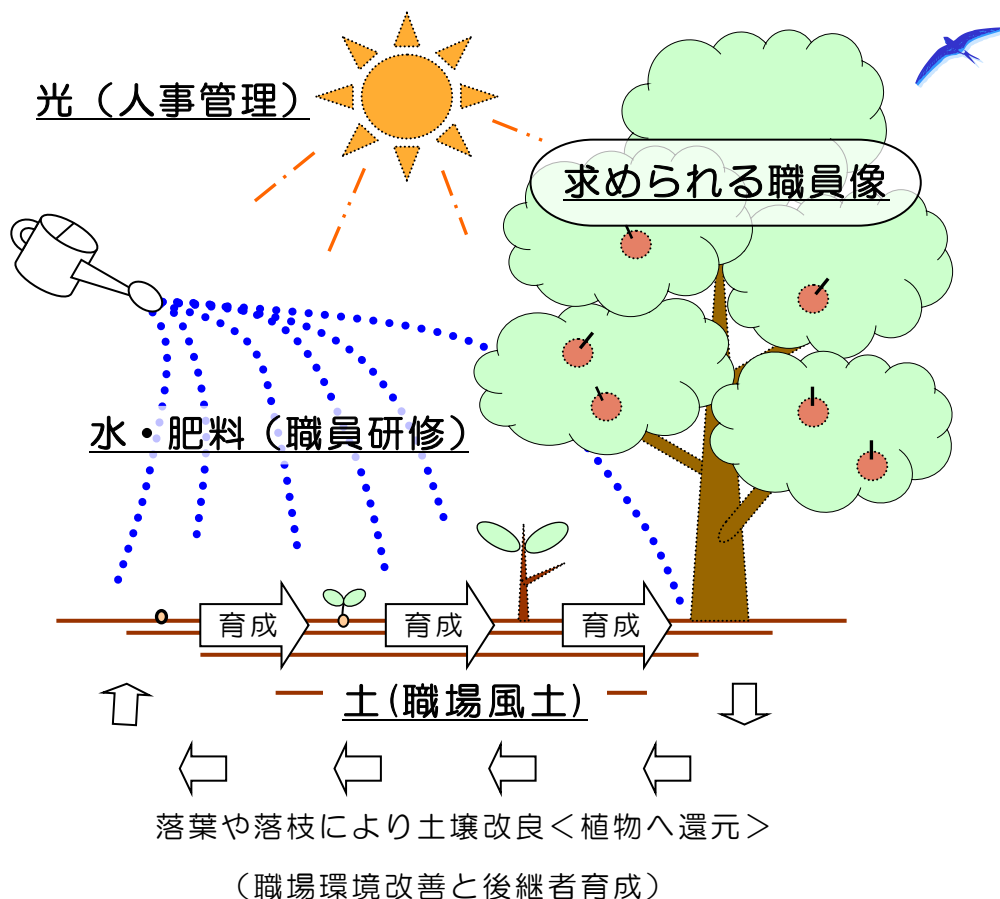 光（人事管理）
求められる職員像
水・肥料（職員研修）
育成
育成
育成
土(職場風土)
落葉や落枝により土壌改良＜植物へ還元＞
（職場環境改善と後継者育成）